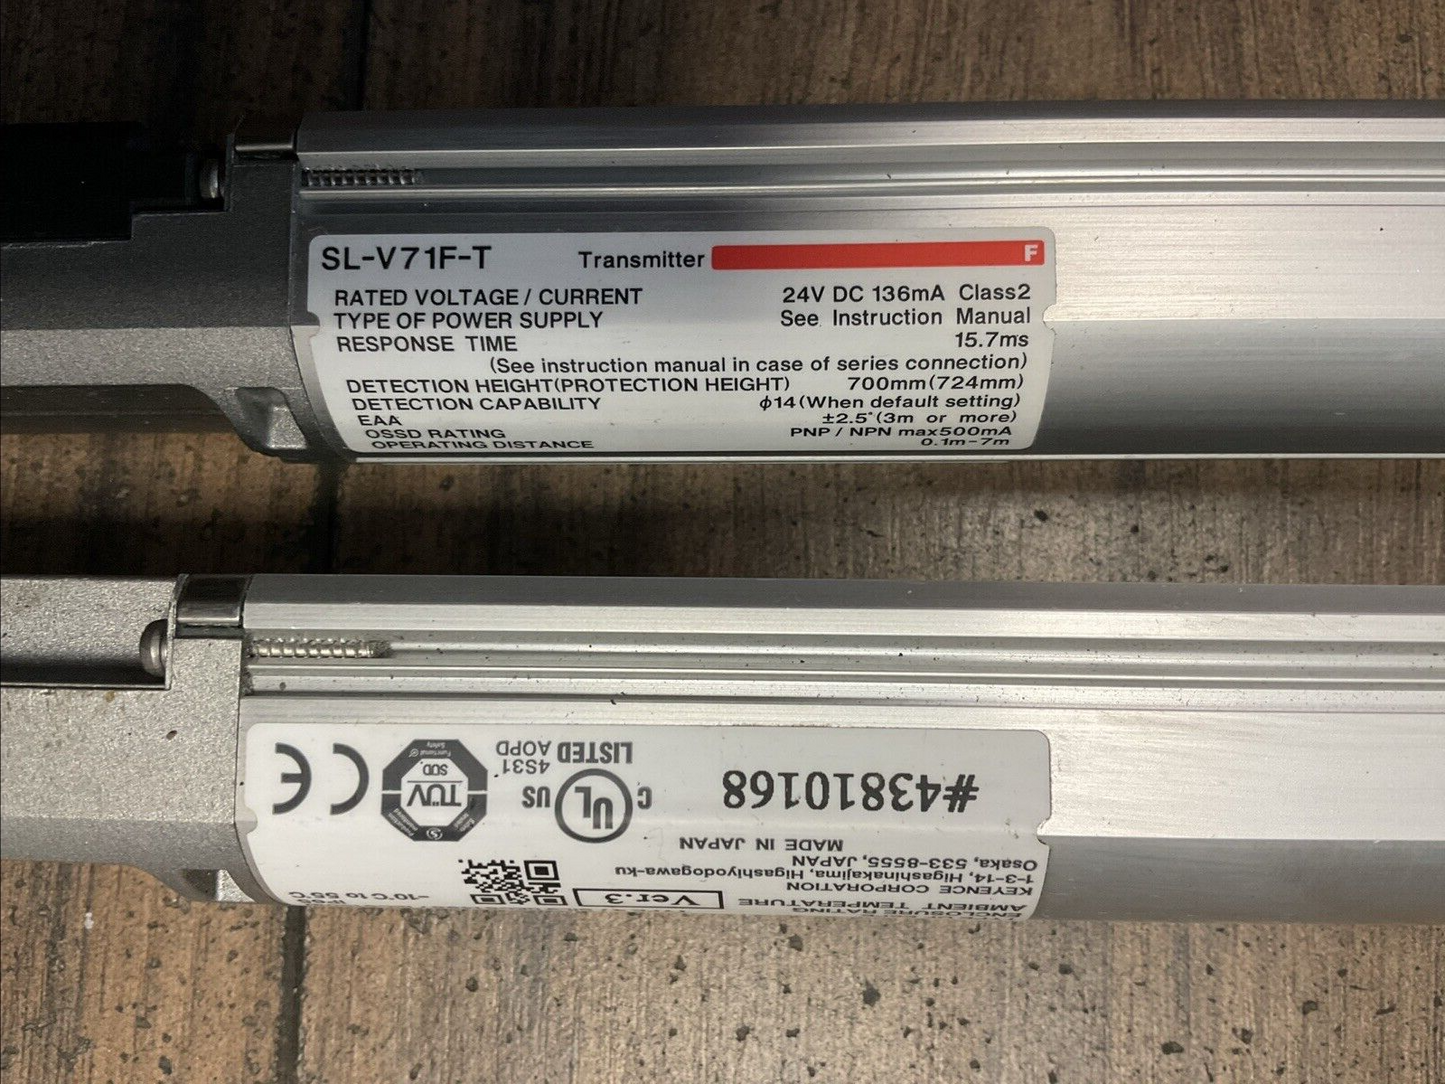 SL-V71F-T Transmitter F
RATED VOLTAGE / CURRENT 24V DC 136mA Class2
TYPE OF POWER SUPPLY See Instruction Manual
RESPONSE TIME 15.7ms
(See instruction manual in case of series connection)
DETECTION HEIGHT(PROTECTION HEIGHT) 700mm(724mm)
DETECTION CAPABILITY ϕ14(When default setting)
EAA ±2.5°(3m or more)
OSSD RATING PNP / NPN max500mA
OPERATING DISTANCE 0.1m-7m
ENCLOSURE RATING IP65
AMBIENT TEMPERATURE -10°C to 55°C
KEYENCE CORPORATION Ver.3
1-3-14, Higashinakajima, Higashiyodogawa-ku
Osaka, 533-8555, JAPAN
MADE IN JAPAN
#43810168
C UL US
LISTED
AOPD
4S31
TÜV
SÜD
Functional
Safety
CE